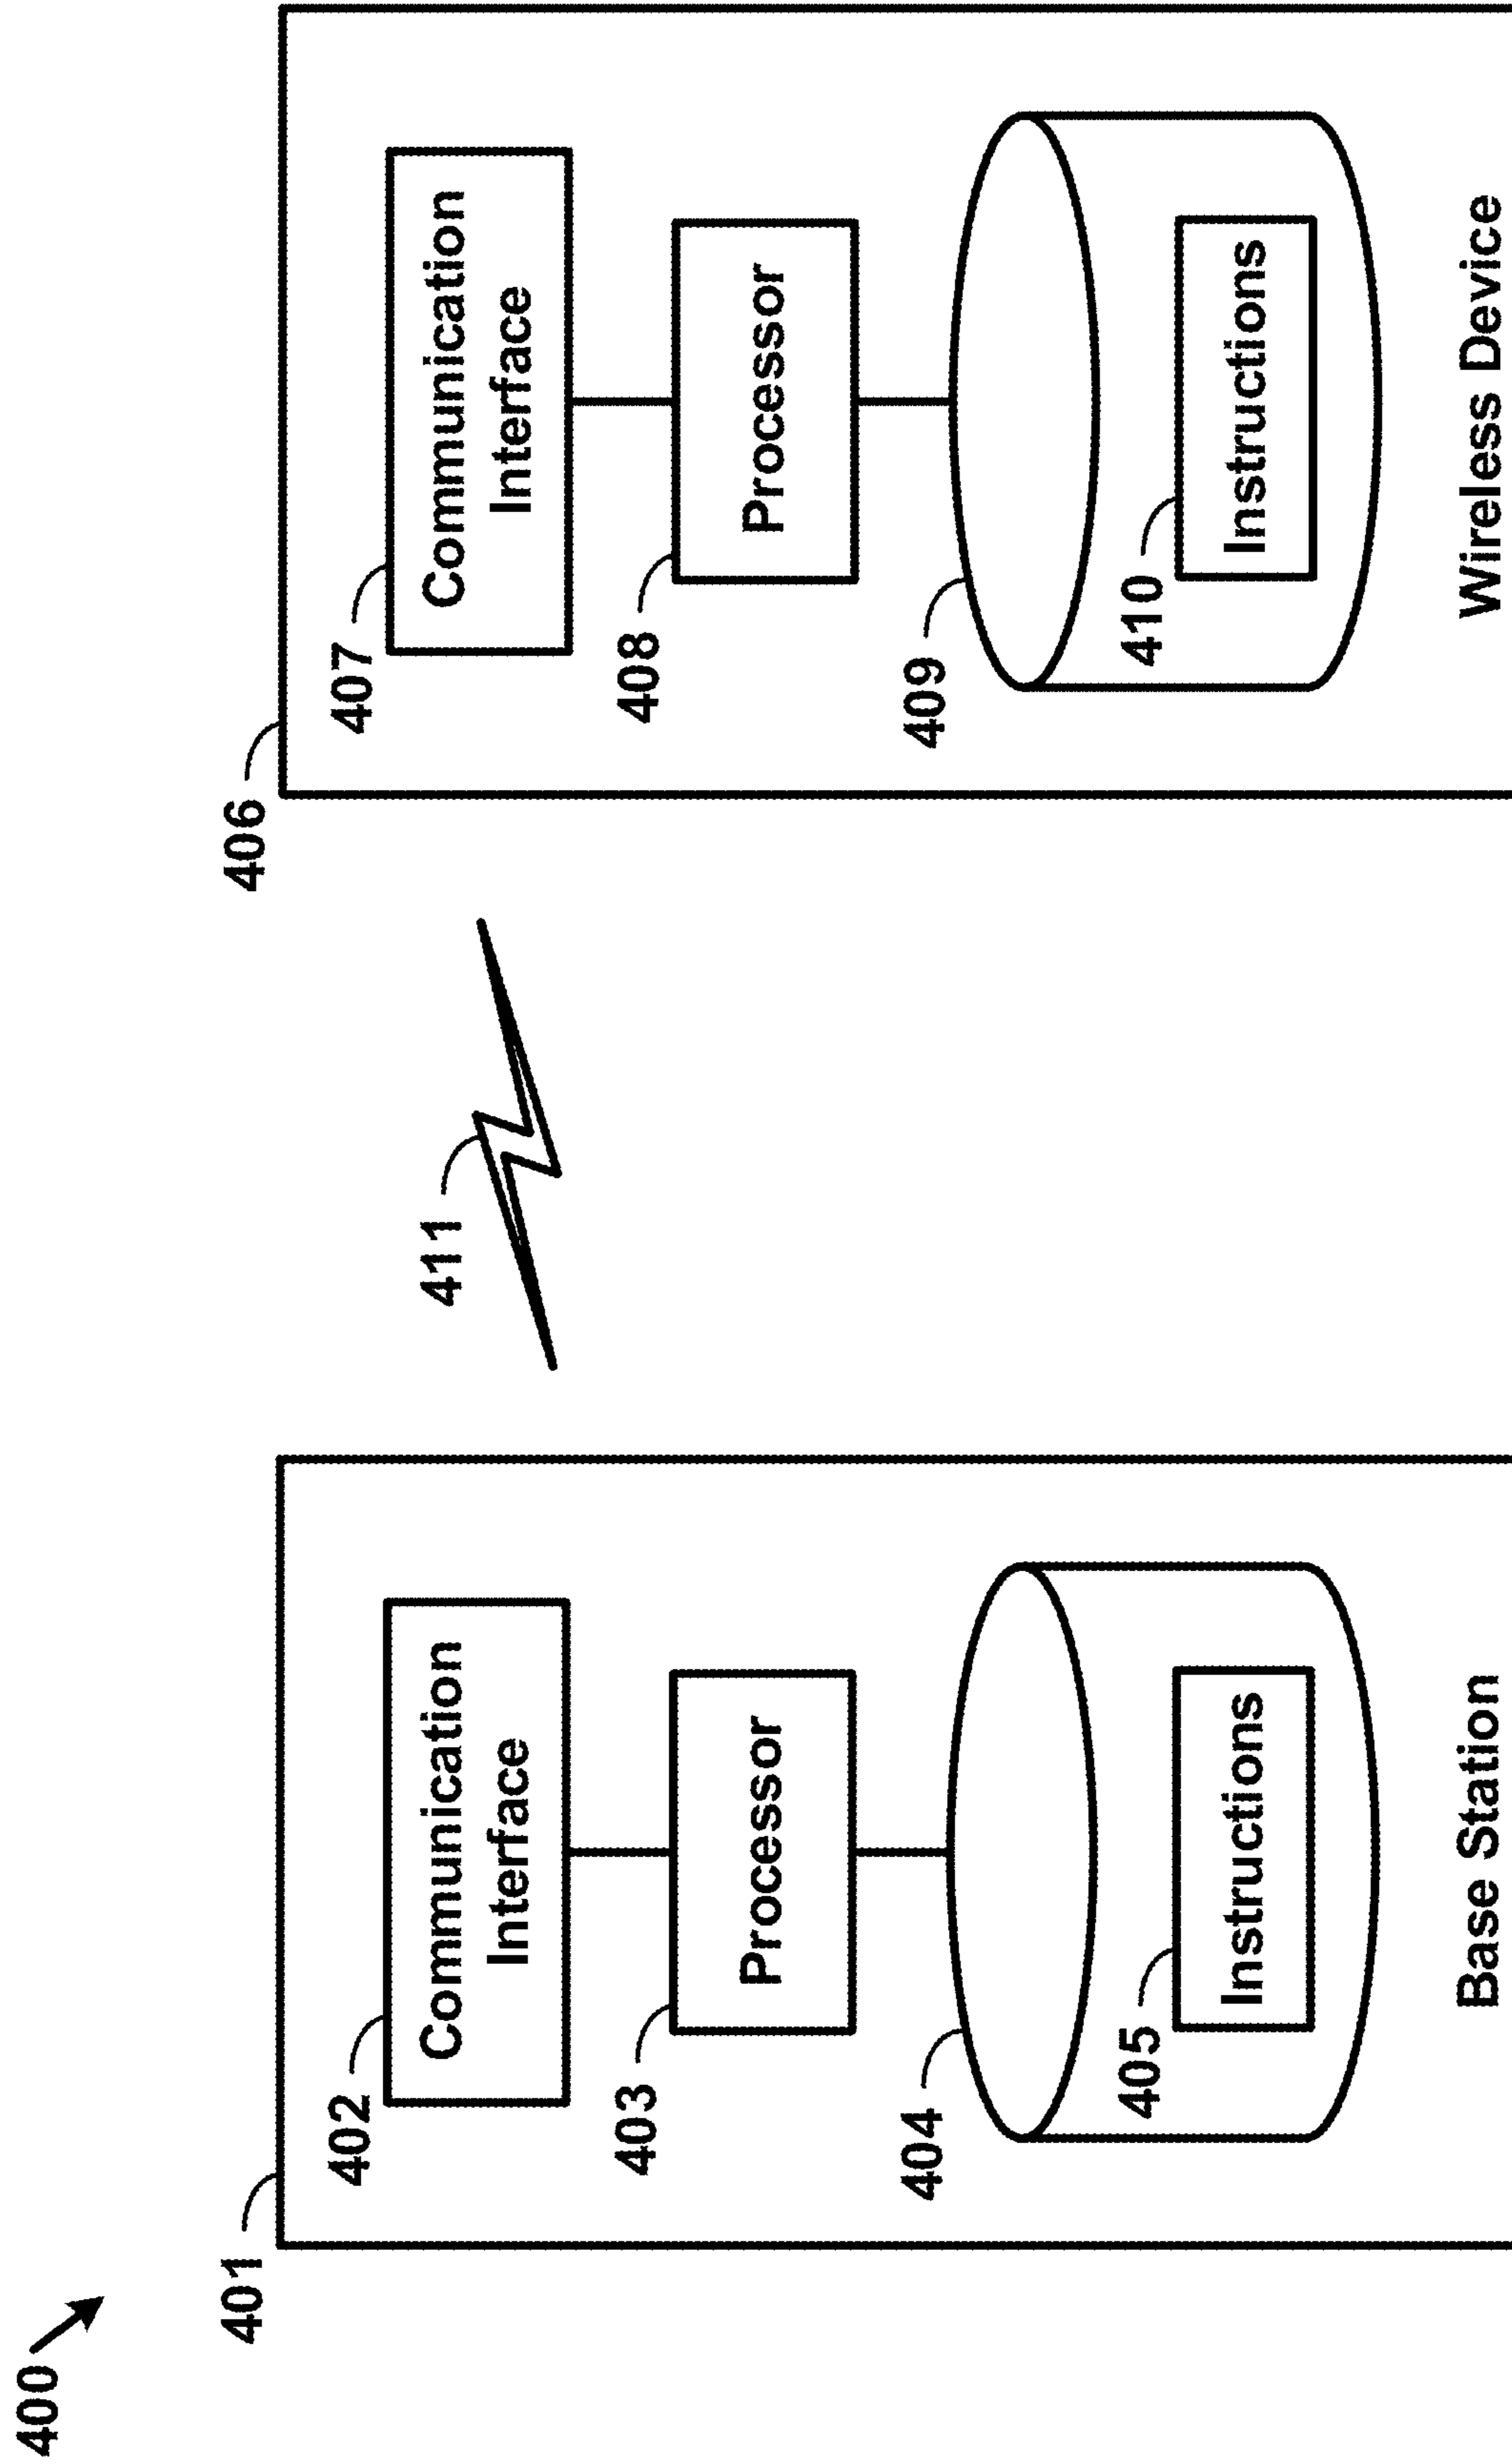 400
401
402
Communication
Interface
403
Processor
404
405
Instructions
Base Station
411
406
407
Communication
Interface
408
Processor
409
410
Instructions
Wireless Device